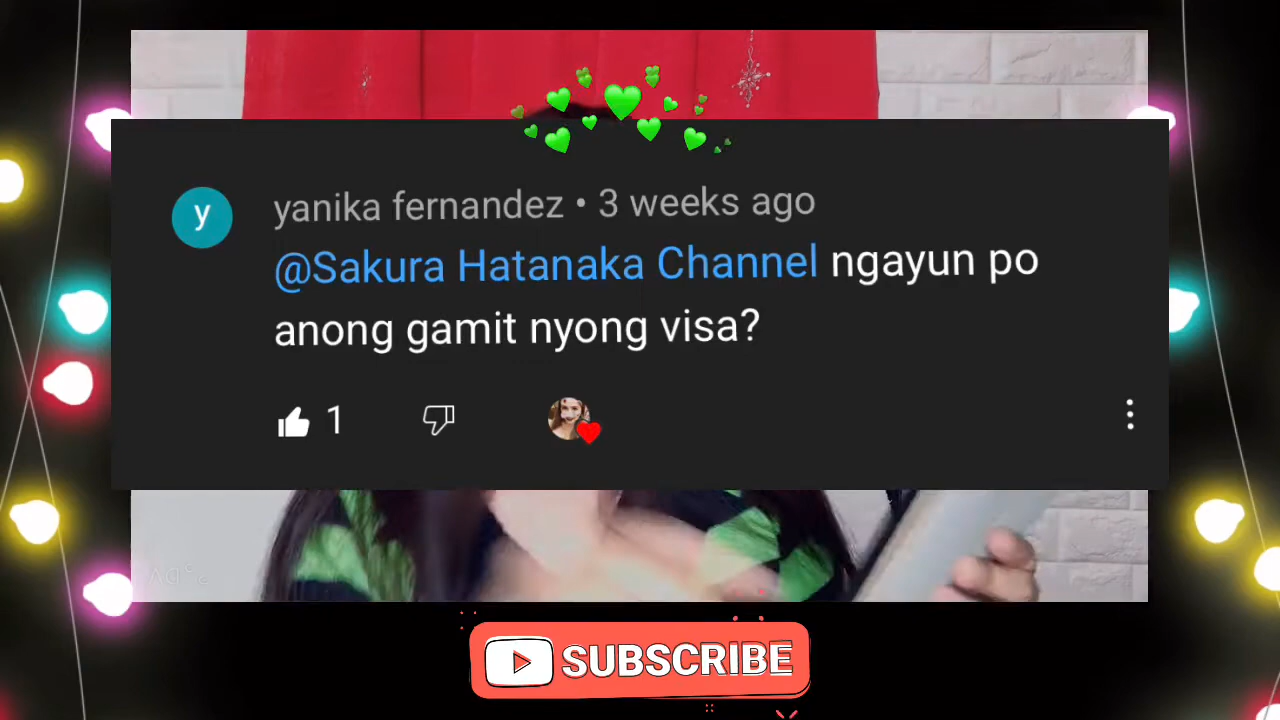 y
yanika fernandez • 3 weeks ago
@Sakura Hatanaka Channel ngayun po
anong gamit nyong visa?
1
SUBSCRIBE